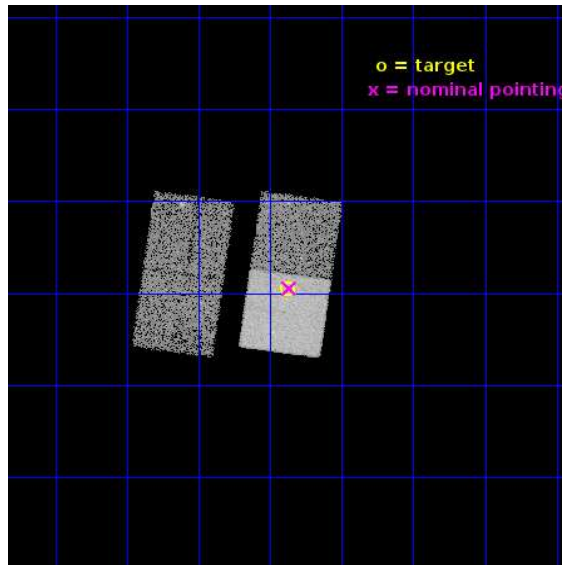 o = target
x = nominal pointing